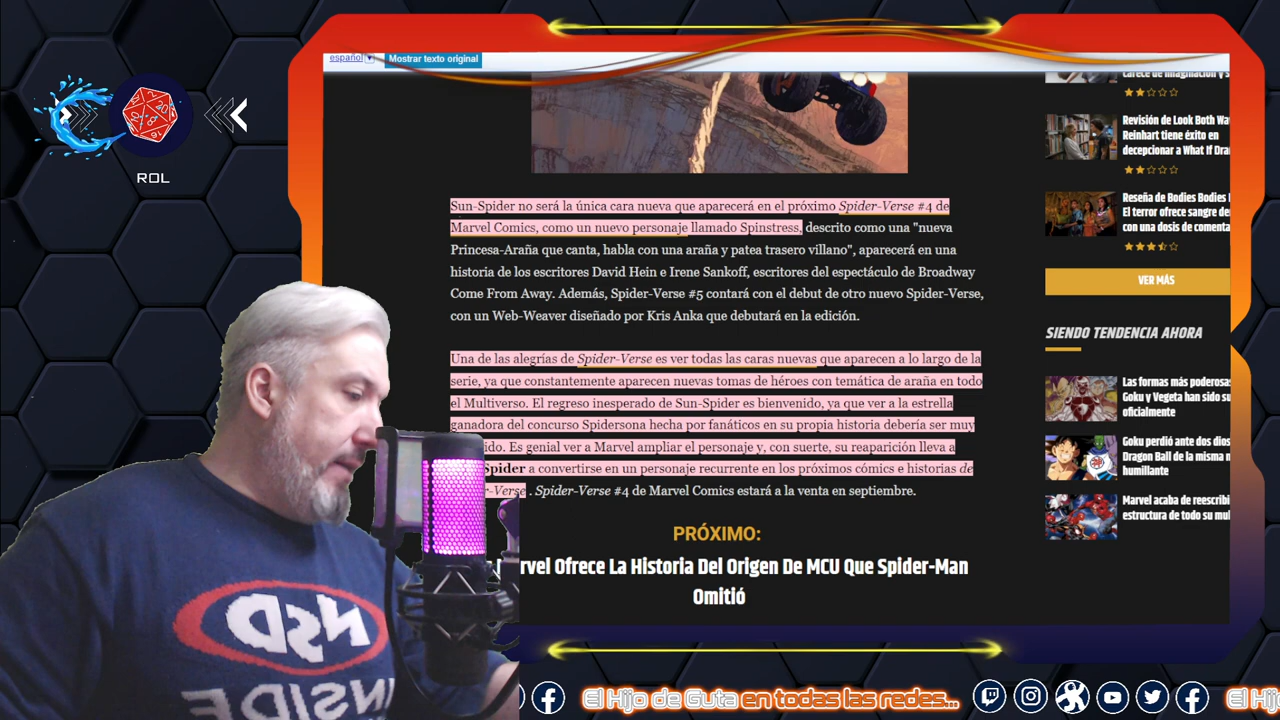 español
Mostrar texto original
ROL
Sun-Spider no será la única cara nueva que aparecerá en el próximo Spider-Verse #4 de
Marvel Comics, como un nuevo personaje llamado Spinstress, descrito como una "nueva
Princesa-Araña que canta, habla con una araña y patea trasero villano", aparecerá en una
historia de los escritores David Hein e Irene Sankoff, escritores del espectáculo de Broadway
Come From Away. Además, Spider-Verse #5 contará con el debut de otro nuevo Spider-Verse,
con un Web-Weaver diseñado por Kris Anka que debutará en la edición.
Una de las alegrías de Spider-Verse es ver todas las caras nuevas que aparecen a lo largo de la
serie, ya que constantemente aparecen nuevas tomas de héroes con temática de araña en todo
el Multiverso. El regreso inesperado de Sun-Spider es bienvenido, ya que ver a la estrella
ganadora del concurso Spidersona hecha por fanáticos en su propia historia debería ser muy
ido. Es genial ver a Marvel ampliar el personaje y, con suerte, su reaparición lleva a
Spider a convertirse en un personaje recurrente en los próximos cómics e historias de
r-Verse . Spider-Verse #4 de Marvel Comics estará a la venta en septiembre.
PRÓXIMO:
Marvel Ofrece La Historia Del Origen De MCU Que Spider-Man
Omitió
carece de imaginación y s
Revisión de Look Both Wa
Reinhart tiene éxito en
decepcionar a What If Dra
Reseña de Bodies Bodies
El terror ofrece sangre de
con una dosis de comenta
VER MÁS
SIENDO TENDENCIA AHORA
Las formas más poderosa
Goku y Vegeta han sido su
oficialmente
Goku perdió ante dos dios
Dragon Ball de la misma
humillante
Marvel acaba de reescribi
estructura de todo su mul
NSD
INSIDE
El Hijo de Guta en todas las redes...
El Hij